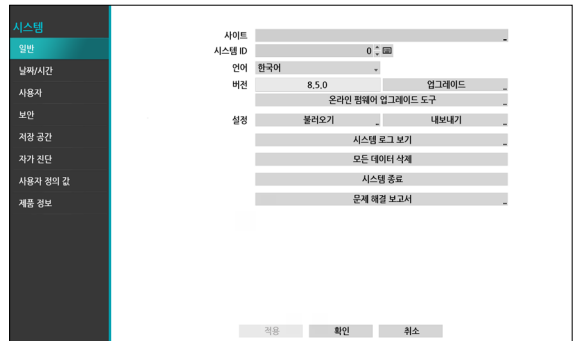 시스템
일반
날짜/시간
사용자
보안
저장 공간
자가 진단
사용자 정의 값
제품 정보
사이트
시스템 ID 0
언어 한국어
버전 8.5.0 업그레이드
온라인 펌웨어 업그레이드 도구
설정 불러오기 내보내기
시스템 로그 보기
모든 데이터 삭제
시스템 종료
문제 해결 보고서
적용 확인 취소